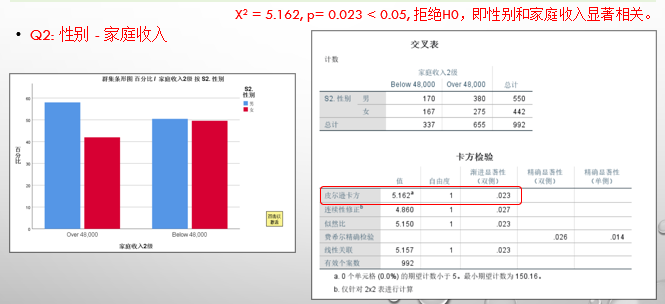 X² = 5.162, p= 0.023 < 0.05, 拒绝H0，即性别和家庭收入显著相关。
• Q2: 性别 - 家庭收入
群集条形图 百分比 / 家庭收入2级 按 S2. 性别
S2.
性别
男
女
百分比
60
50
40
30
20
10
0
Over 48,000 Below 48,000
家庭收入2级
交叉表
计数
家庭收入2级
Below 48,000 Over 48,000 总计
S2. 性别 男 170 380 550
女 167 275 442
总计 337 655 992
卡方检验
值 自由度 渐进显著性（双侧） 精确显著性（双侧） 精确显著性（单侧）
皮尔逊卡方 5.162ᵃ 1 .023
连续性修正ᵇ 4.860 1 .027
似然比 5.150 1 .023
费希尔精确检验 .026 .014
线性关联 5.157 1 .023
有效个案数 992
a. 0 个单元格 (0.0%) 的期望计数小于 5。最小期望计数为 150.16。
b. 仅针对 2x2 表进行计算